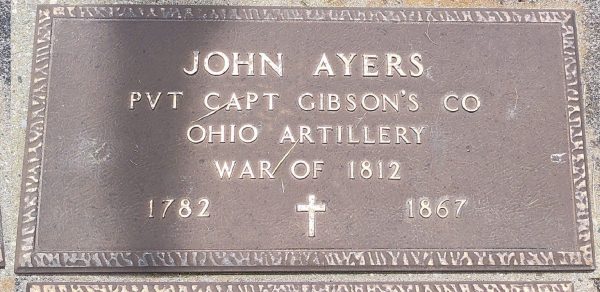 JOHN AYERS
PVT CAPT GIBSON'S CO
OHIO ARTILLERY
WAR OF 1812
1782 1867